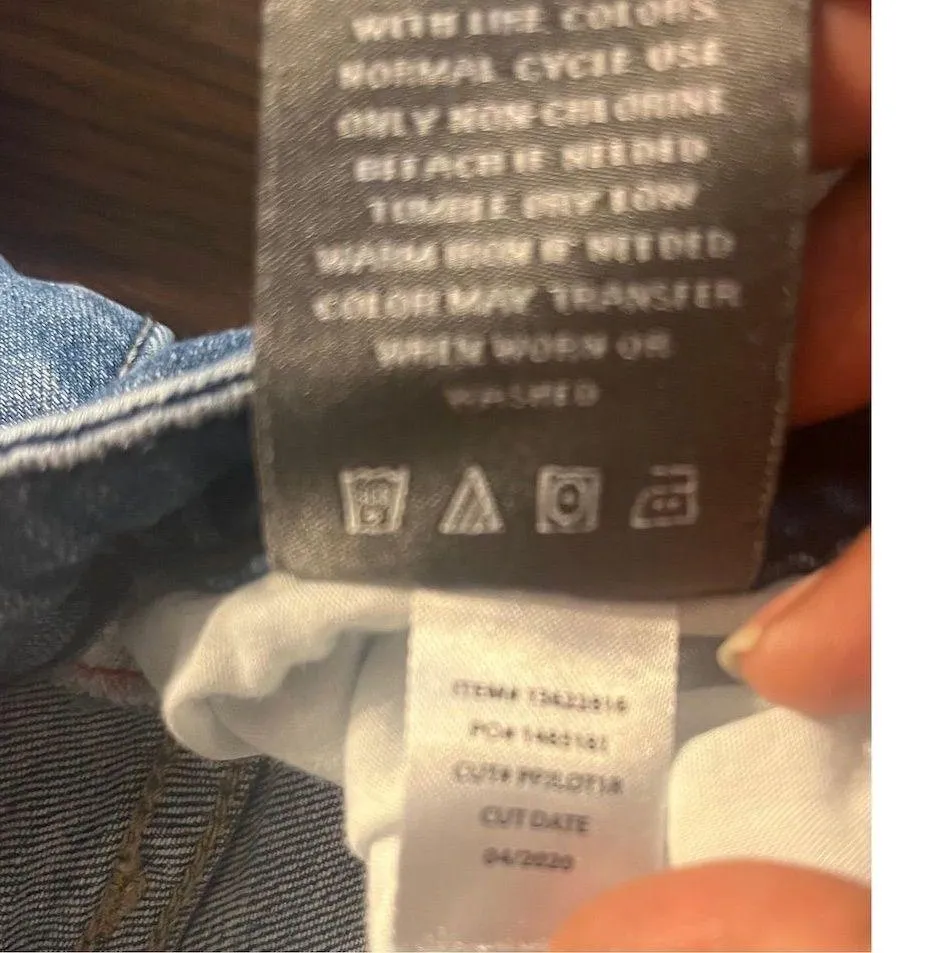 WITH LIKE COLORS.
NORMAL CYCLE USE
ONLY NON-CHLORINE
BLEACH IF NEEDED
TUMBLE DRY LOW
WARM IRON IF NEEDED
COLOR MAY TRANSFER
WHEN WORN OR
WASHED
ITEM#
PO#
CUT#
CUT DATE
04/2020